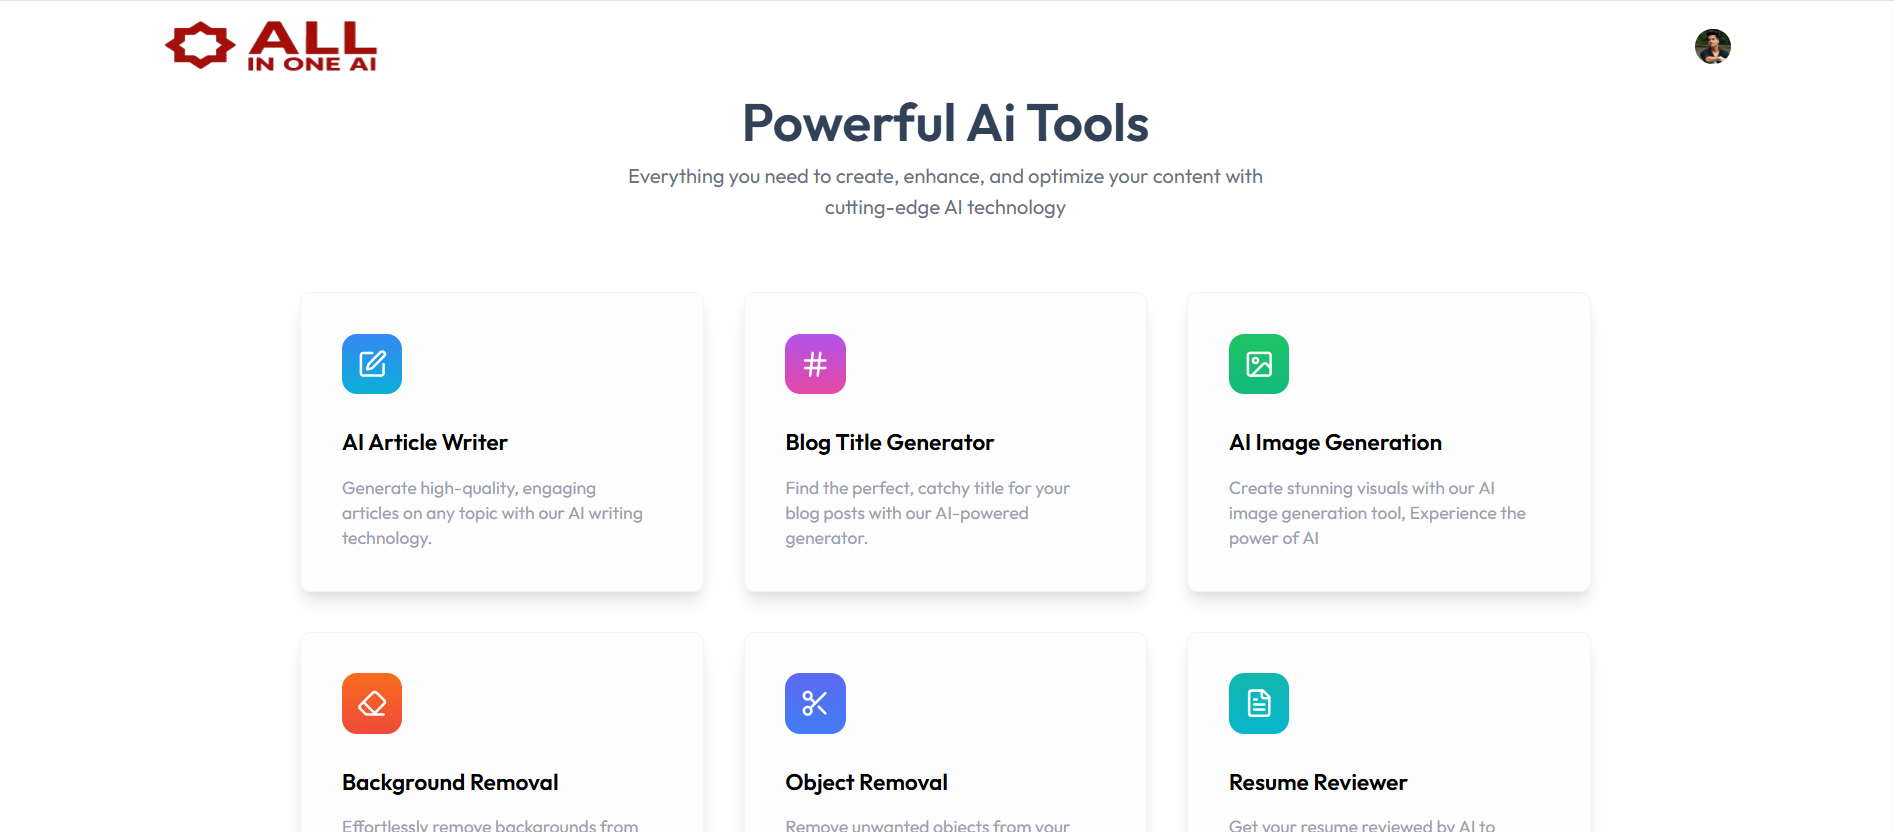 ALL
IN ONE AI
Powerful Ai Tools
Everything you need to create, enhance, and optimize your content with
cutting-edge AI technology
AI Article Writer
Generate high-quality, engaging
articles on any topic with our AI writing
technology.
Blog Title Generator
Find the perfect, catchy title for your
blog posts with our AI-powered
generator.
AI Image Generation
Create stunning visuals with our AI
image generation tool, Experience the
power of AI
Background Removal
Effortlessly remove backgrounds from
Object Removal
Remove unwanted objects from your
Resume Reviewer
Get your resume reviewed by AI to